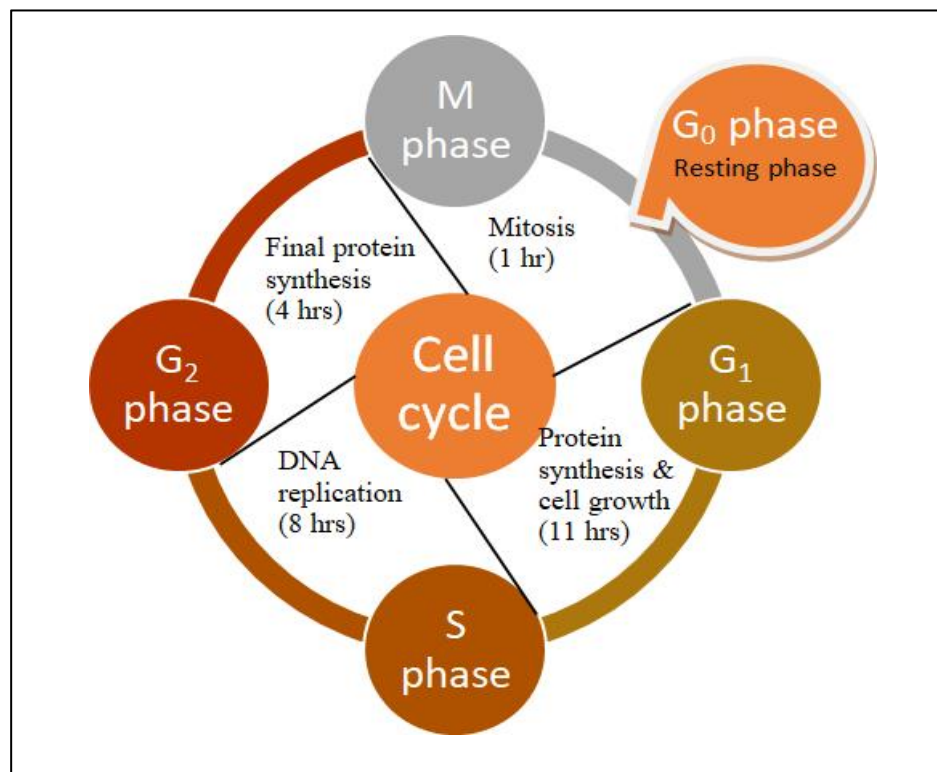 M
phase
G₀ phase
Resting phase
Mitosis
(1 hr)
Final protein
synthesis
(4 hrs)
G₂
phase
Cell
cycle
G₁
phase
Protein
synthesis &
cell growth
(11 hrs)
DNA
replication
(8 hrs)
S
phase